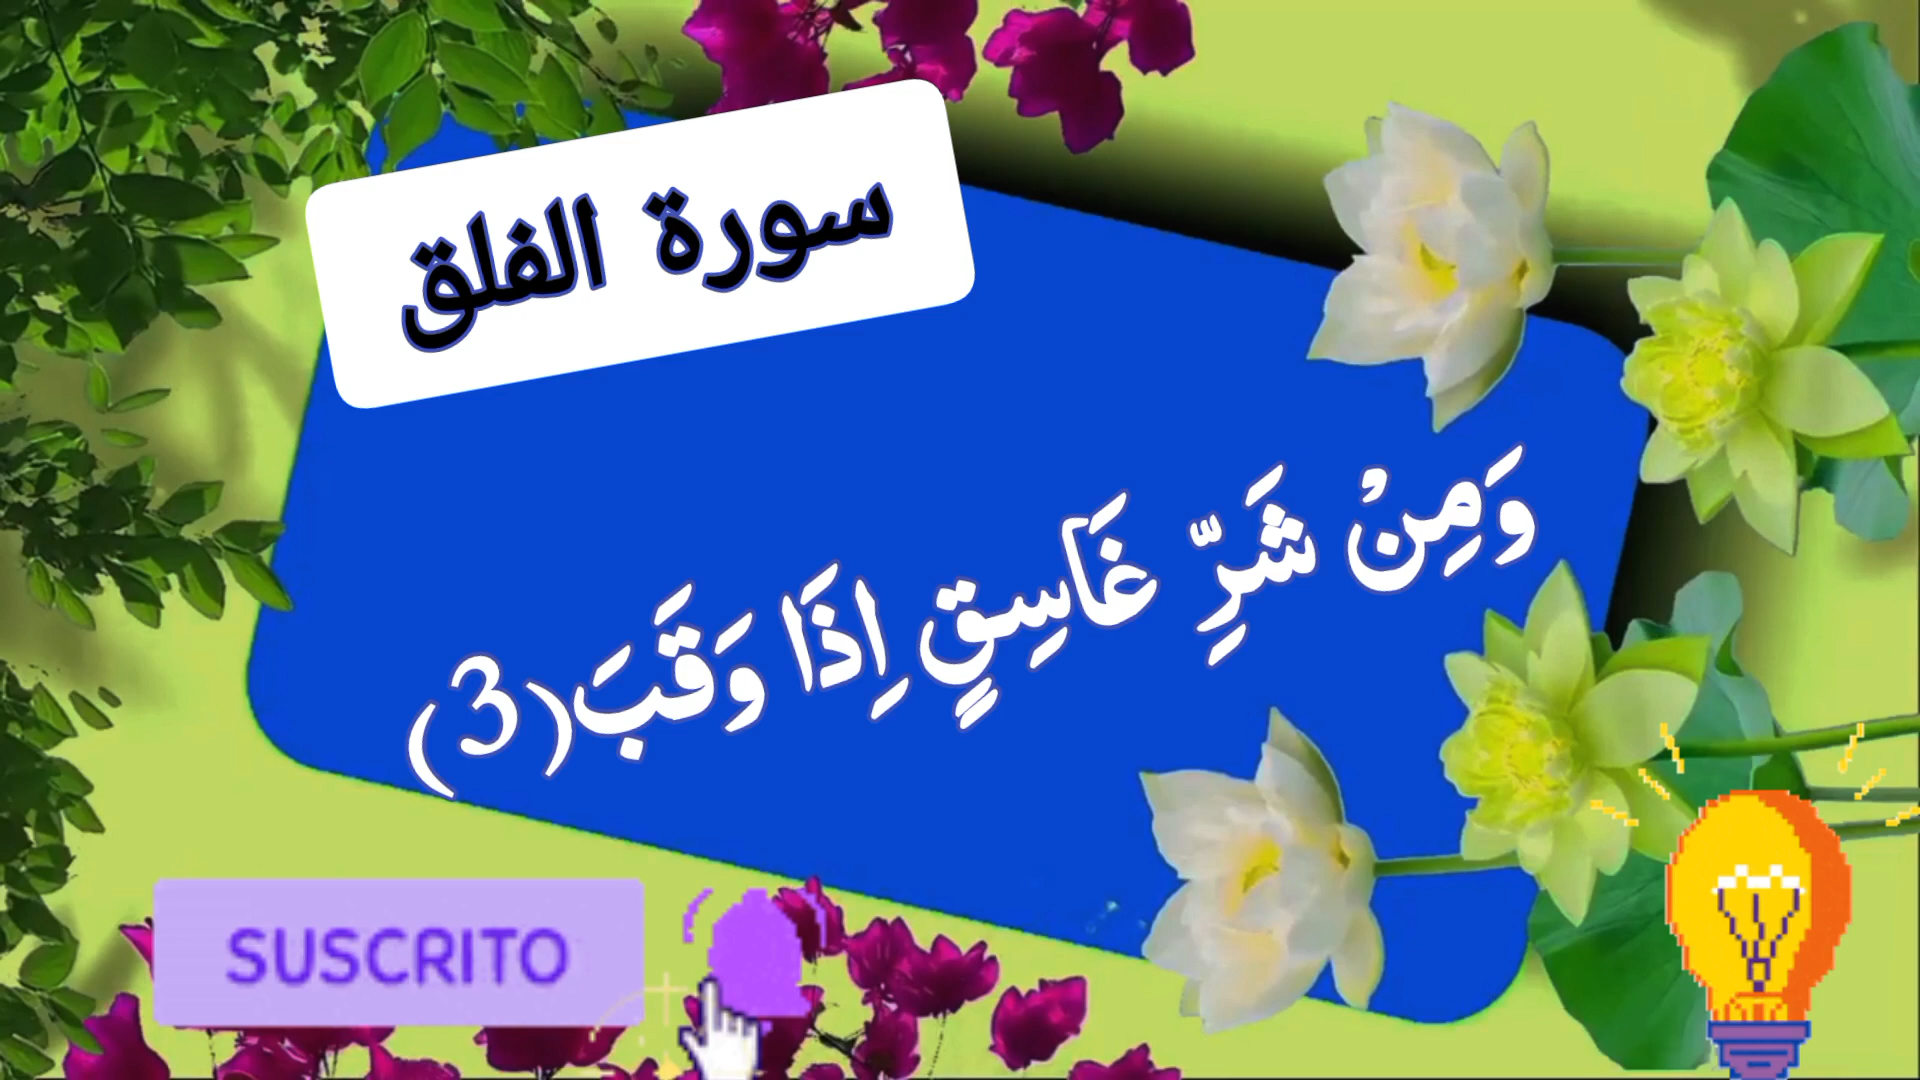 سورة الفلق
وَمِنْ شَرِّ غَاسِقٍ اِذَا وَقَبَ(3)
SUSCRITO